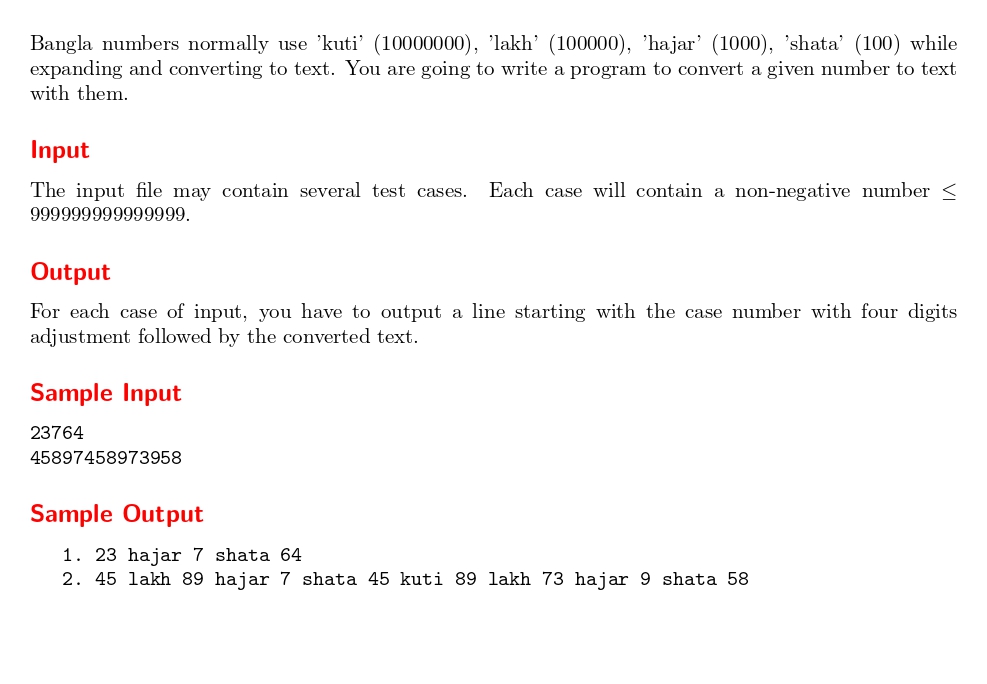 Bangla numbers normally use 'kuti' (10000000), 'lakh' (100000), 'hajar' (1000), 'shata' (100) while
expanding and converting to text. You are going to write a program to convert a given number to text
with them.
Input
The input file may contain several test cases. Each case will contain a non-negative number ≤
999999999999999.
Output
For each case of input, you have to output a line starting with the case number with four digits
adjustment followed by the converted text.
Sample Input
23764
45897458973958
Sample Output
1. 23 hajar 7 shata 64
2. 45 lakh 89 hajar 7 shata 45 kuti 89 lakh 73 hajar 9 shata 58